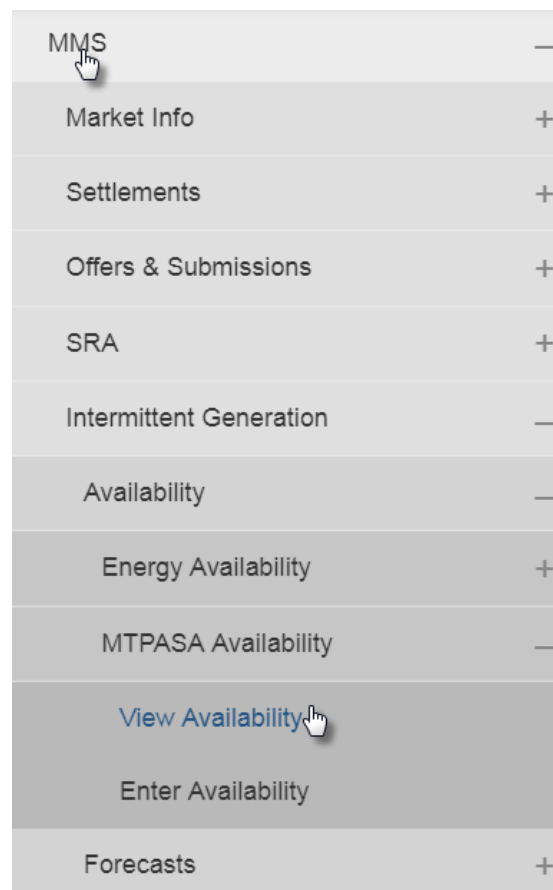 MMS
Market Info
Settlements
Offers & Submissions
SRA
Intermittent Generation
Availability
Energy Availability
MTPASA Availability
View Availability
Enter Availability
Forecasts